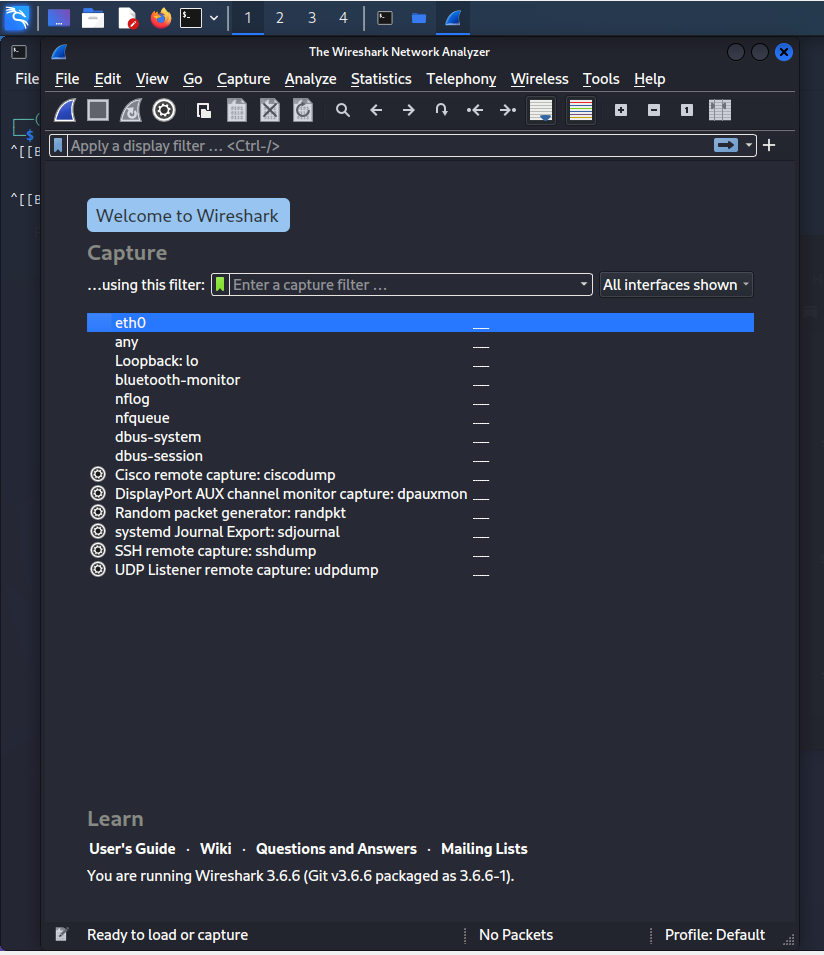 1 2 3 4
The Wireshark Network Analyzer
File
File Edit View Go Capture Analyze Statistics Telephony Wireless Tools Help
$
^[[B
^[[B
Apply a display filter … <Ctrl-/>
Welcome to Wireshark
Capture
…using this filter: Enter a capture filter … All interfaces shown
eth0
any
Loopback: lo
bluetooth-monitor
nflog
nfqueue
dbus-system
dbus-session
Cisco remote capture: ciscodump
DisplayPort AUX channel monitor capture: dpauxmon
Random packet generator: randpkt
systemd Journal Export: sdjournal
SSH remote capture: sshdump
UDP Listener remote capture: udpdump
Learn
User's Guide · Wiki · Questions and Answers · Mailing Lists
You are running Wireshark 3.6.6 (Git v3.6.6 packaged as 3.6.6-1).
Ready to load or capture No Packets Profile: Default